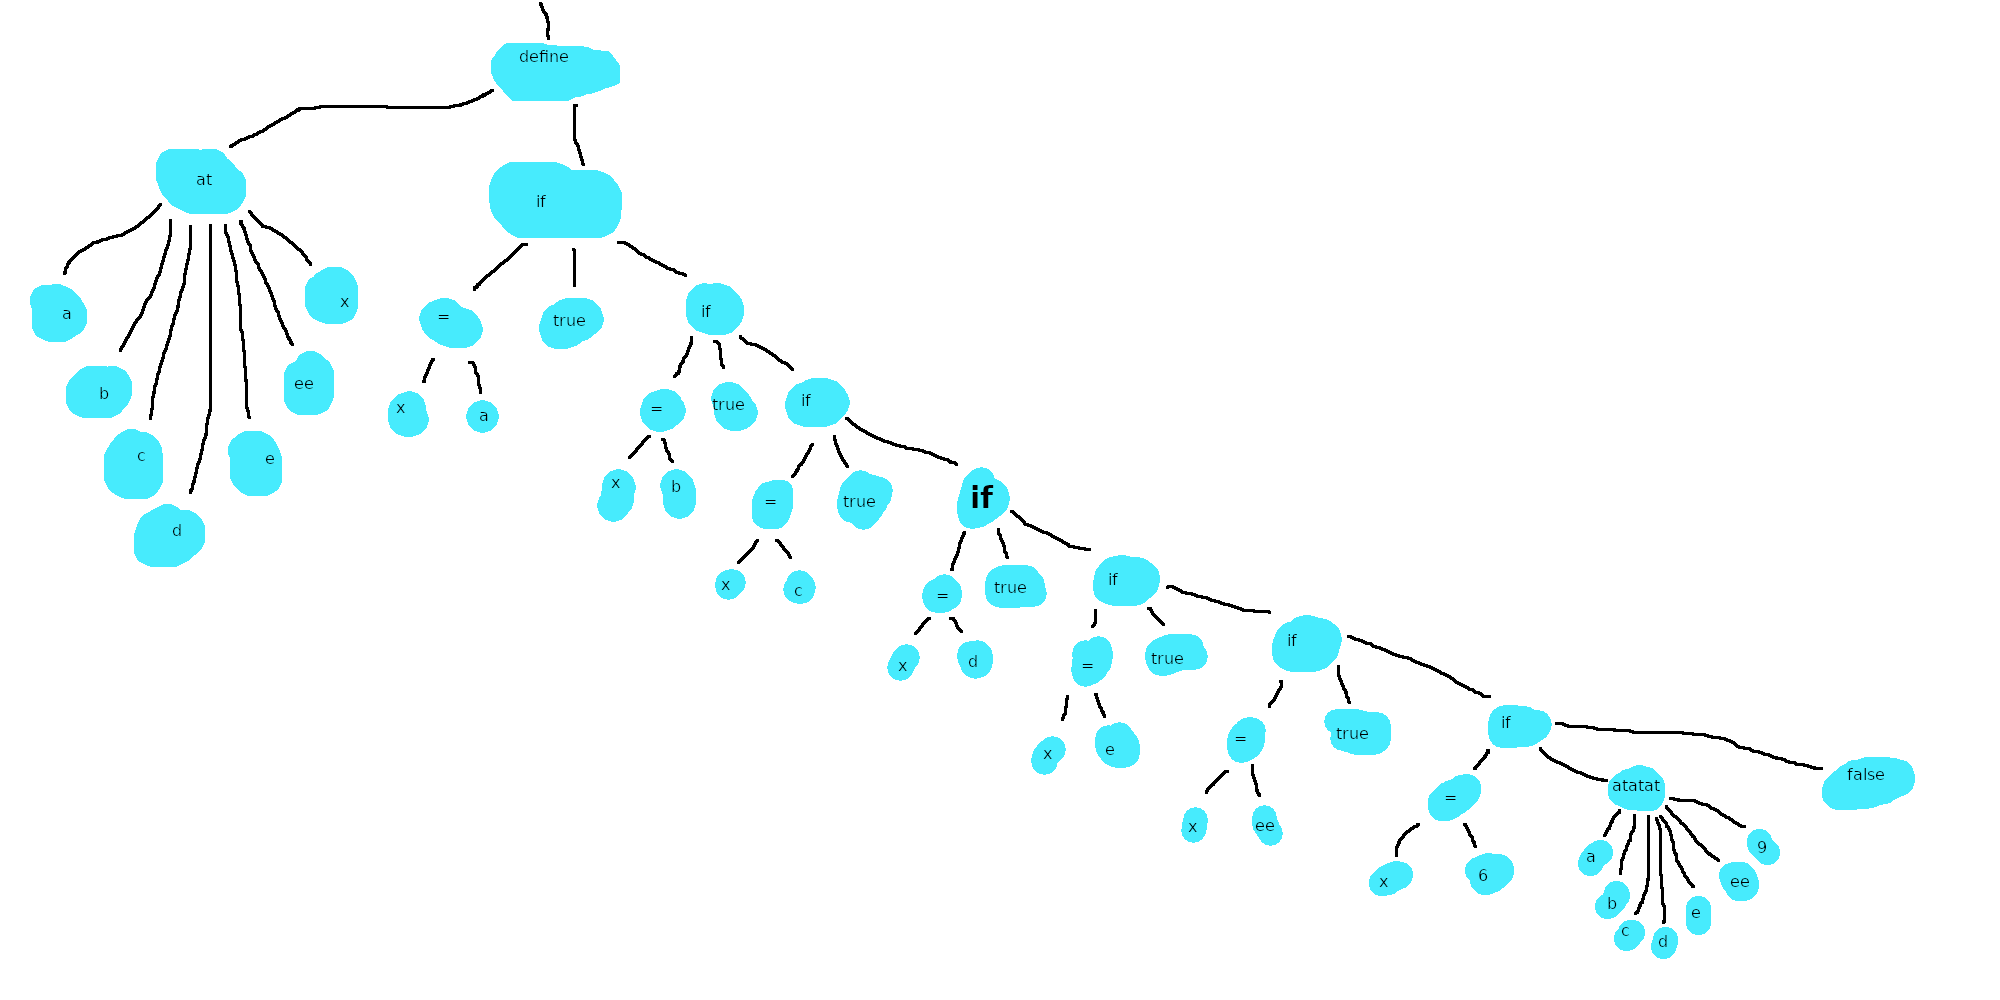 define
at
if
a
b
c
d
e
ee
x
=
true
if
x
a
=
true
if
x
b
=
true
if
x
c
=
true
if
x
d
=
true
if
x
e
=
true
if
x
ee
=
atatat
false
x
6
a
b
c
d
e
ee
9